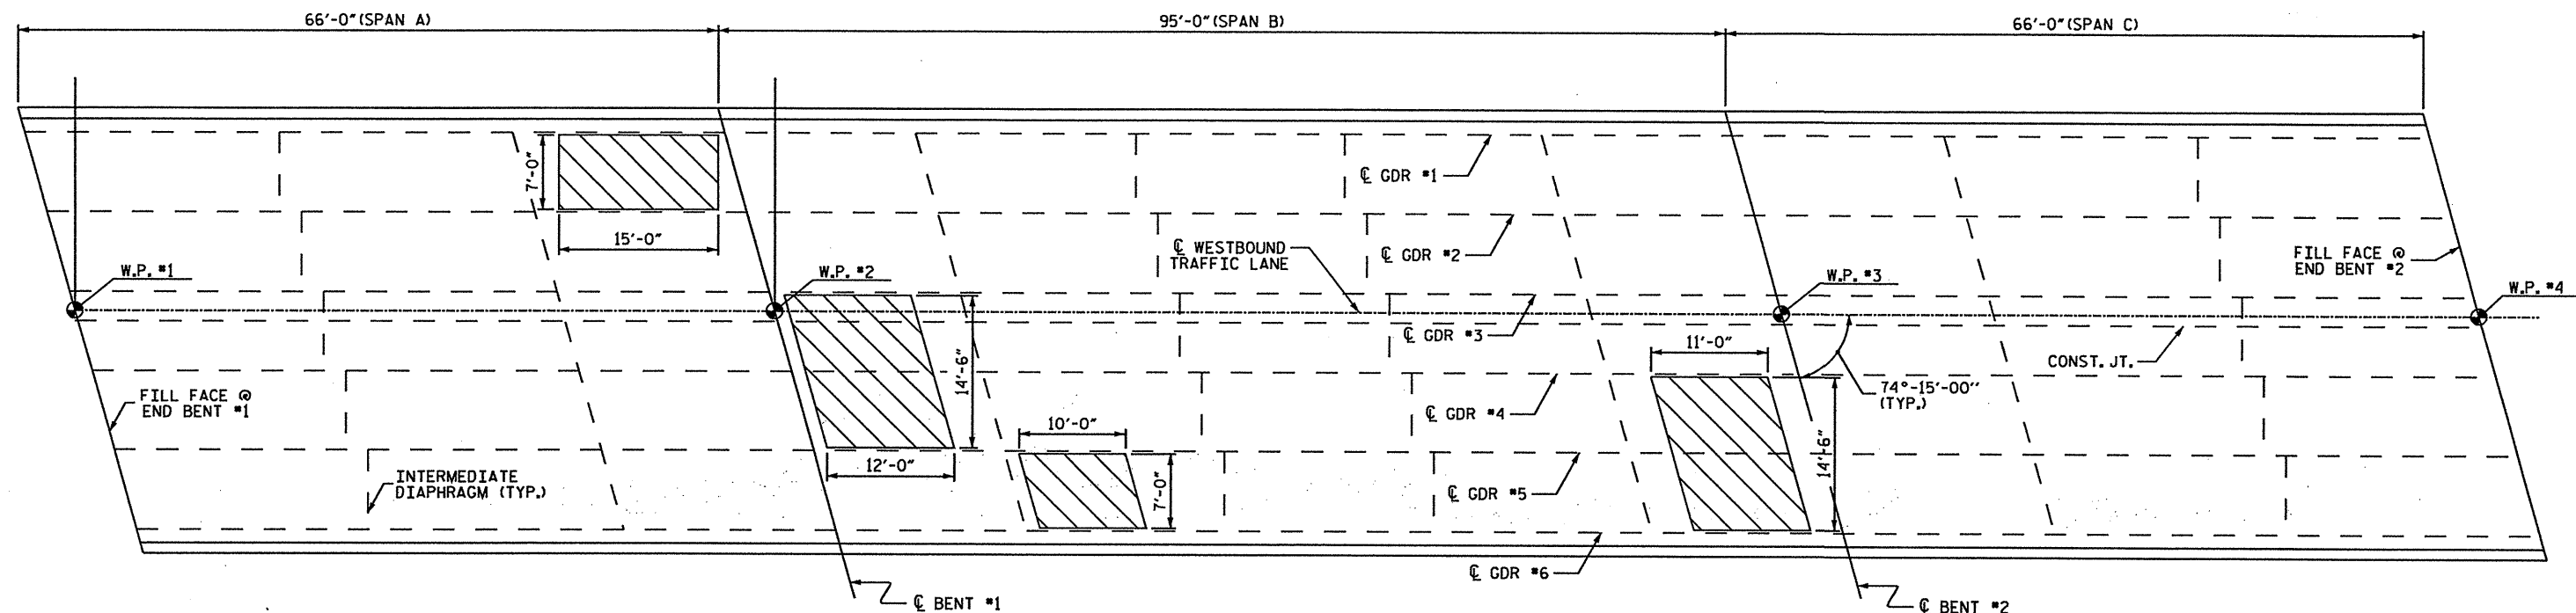 66'-0" (SPAN A)
95'-0" (SPAN B)
66'-0" (SPAN C)
7'-0"
15'-0"
℄ GDR #1
℄ GDR #2
℄ WESTBOUND
TRAFFIC LANE
FILL FACE @
END BENT #2
W.P. #1
W.P. #2
W.P. #3
W.P. #4
14'-6"
℄ GDR #3
11'-0"
CONST. JT.
74°-15'-00"
(TYP.)
FILL FACE @
END BENT #1
℄ GDR #4
10'-0"
14'-6"
12'-0"
INTERMEDIATE
DIAPHRAGM (TYP.)
7'-0"
℄ GDR #5
℄ GDR #6
℄ BENT #1
℄ BENT #2